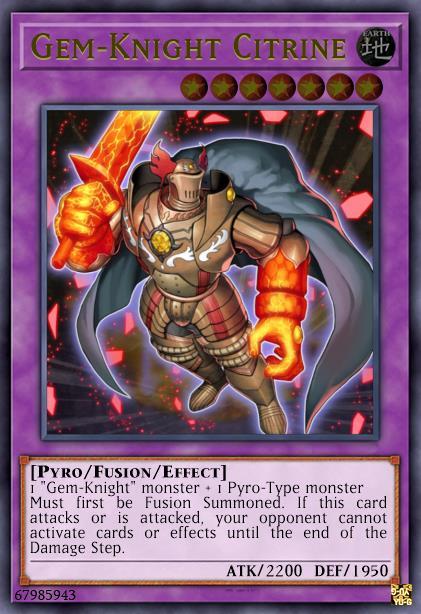 GEM-KNIGHT CITRINE
EARTH
地
[PYRO/FUSION/EFFECT]
1 "Gem-Knight" monster + 1 Pyro-Type monster
Must first be Fusion Summoned. If this card
attacks or is attacked, your opponent cannot
activate cards or effects until the end of the
Damage Step.
ATK/2200 DEF/1950
67985943